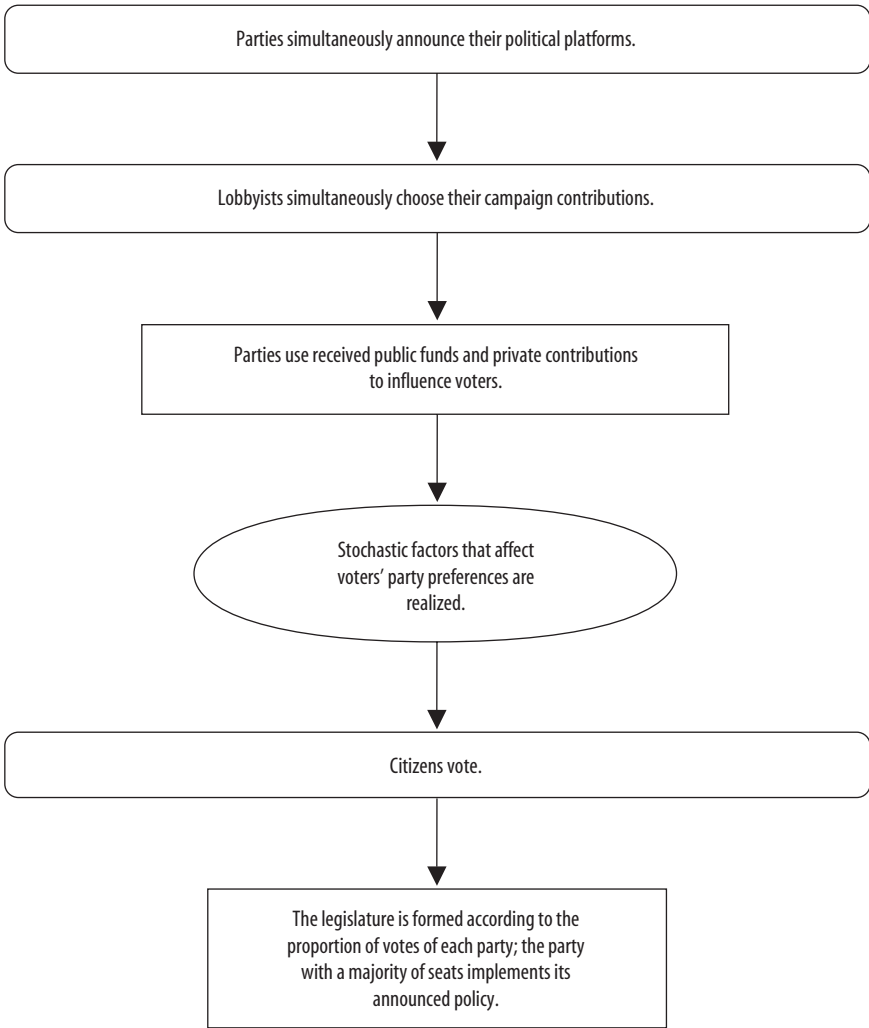 Parties simultaneously announce their political platforms.
Lobbyists simultaneously choose their campaign contributions.
Parties use received public funds and private contributions
to influence voters.
Stochastic factors that affect
voters’ party preferences are
realized.
Citizens vote.
The legislature is formed according to the
proportion of votes of each party; the party
with a majority of seats implements its
announced policy.